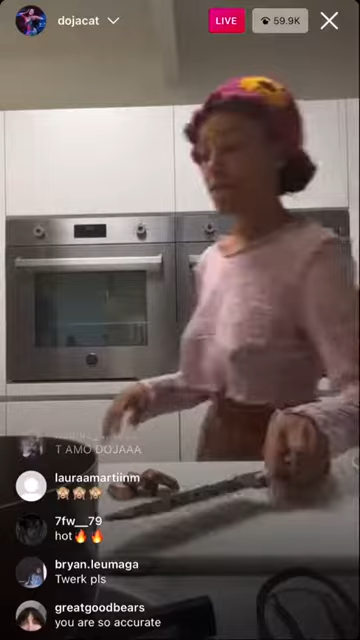 dojacat
LIVE
59.9K
T AMO DOJAAA
lauraamartiinm
🙈🙈🙈
7fw__79
hot🔥🔥
bryan.leumaga
Twerk pls
greatgoodbears
you are so accurate